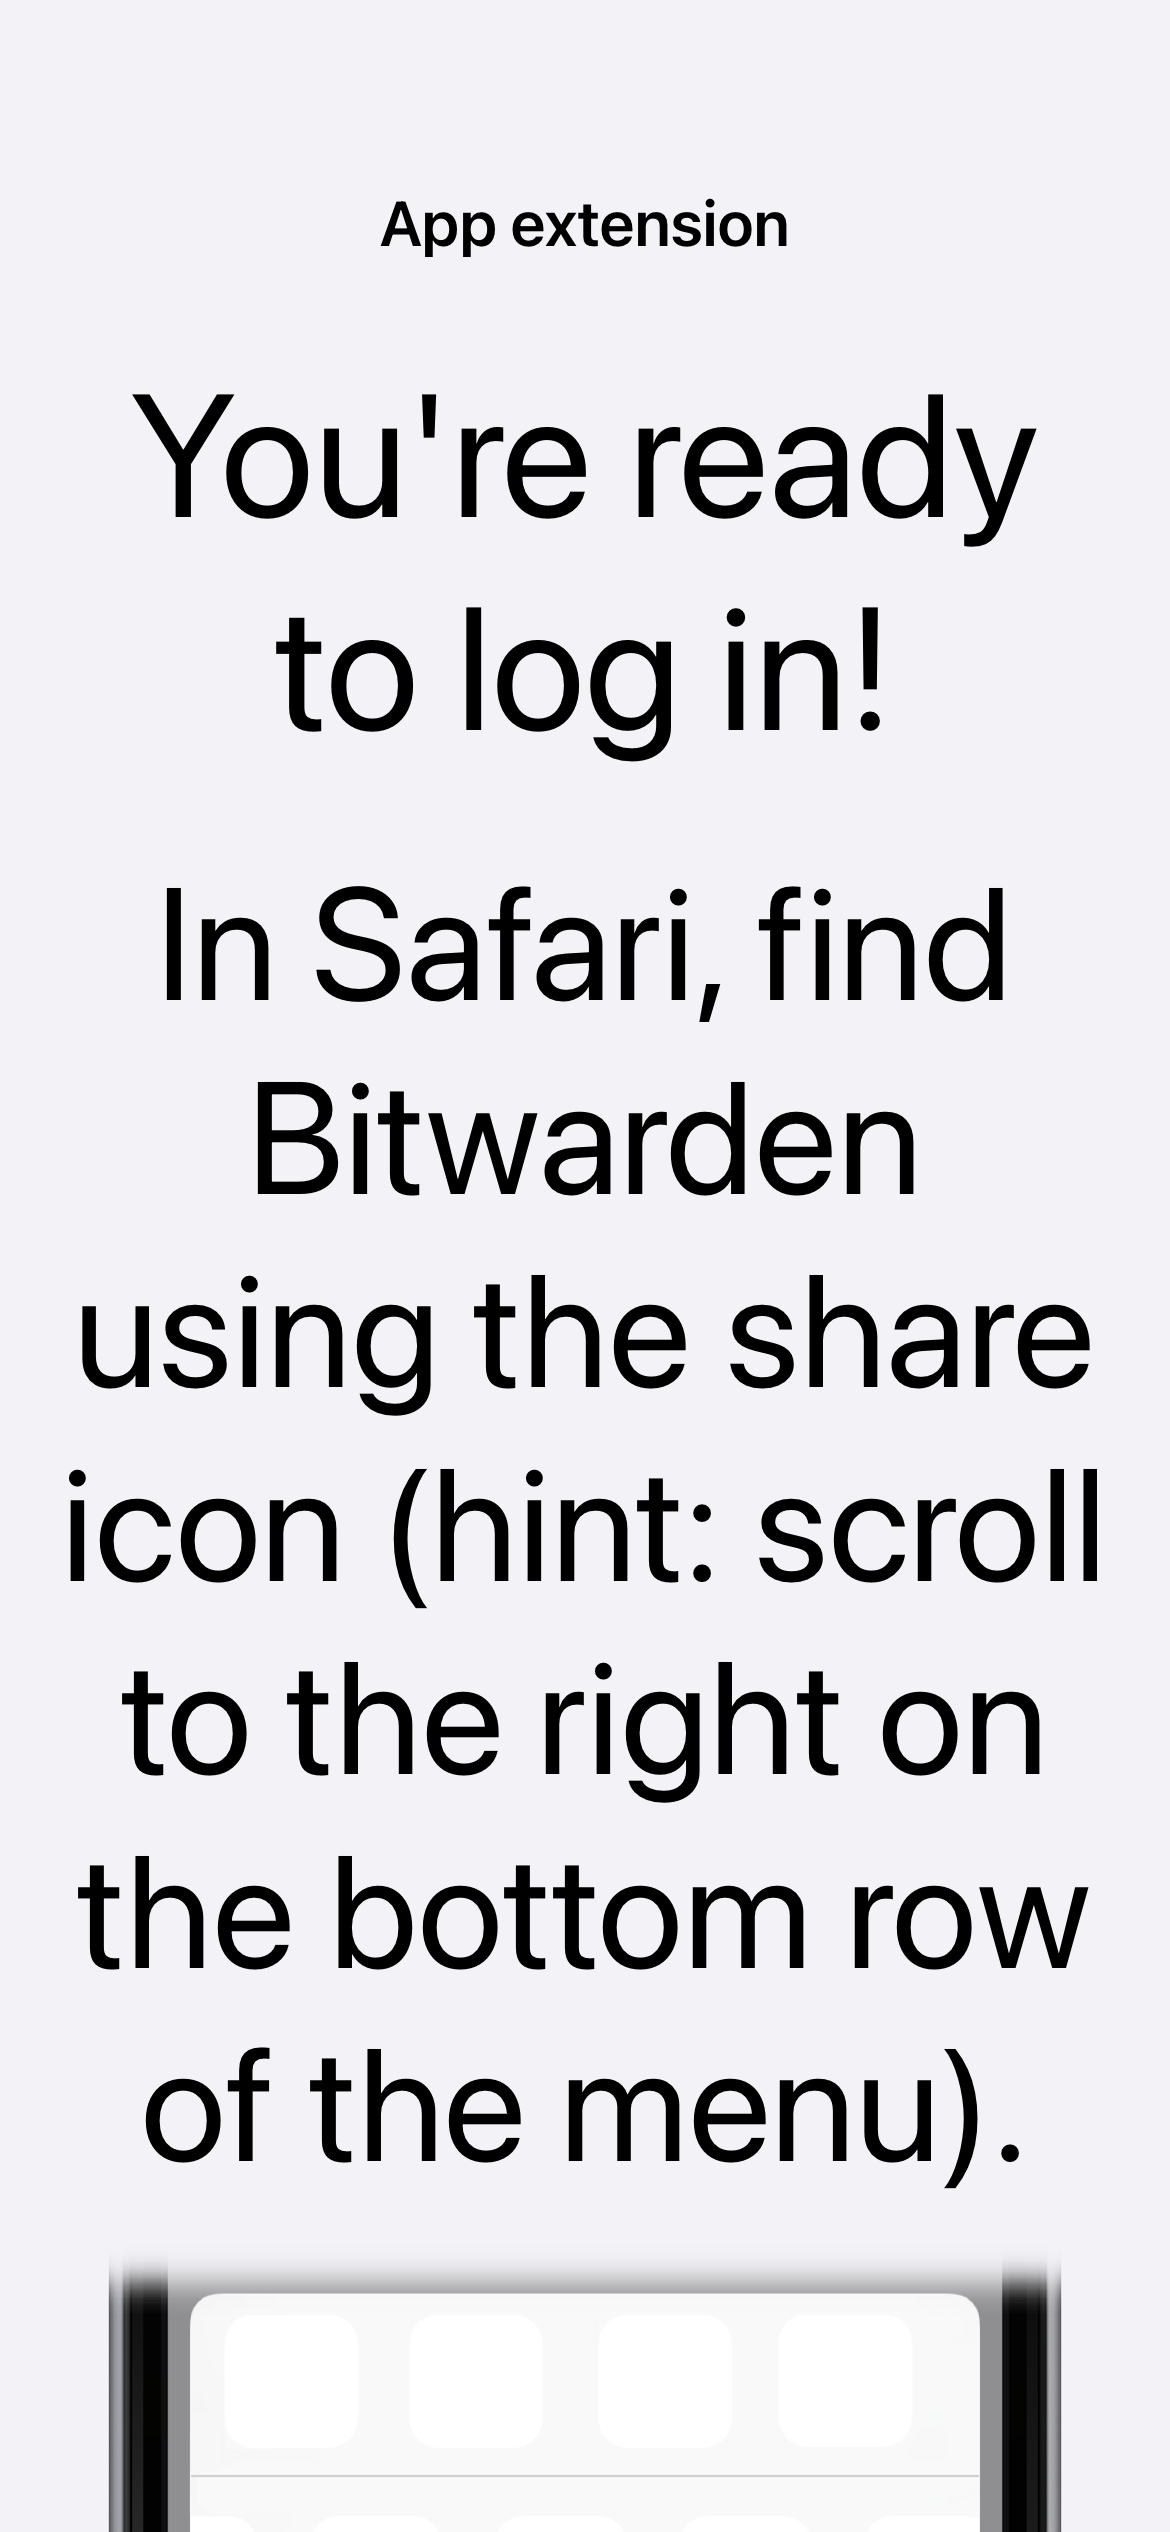 App extension
You're ready
to log in!
In Safari, find
Bitwarden
using the share
icon (hint: scroll
to the right on
the bottom row
of the menu).